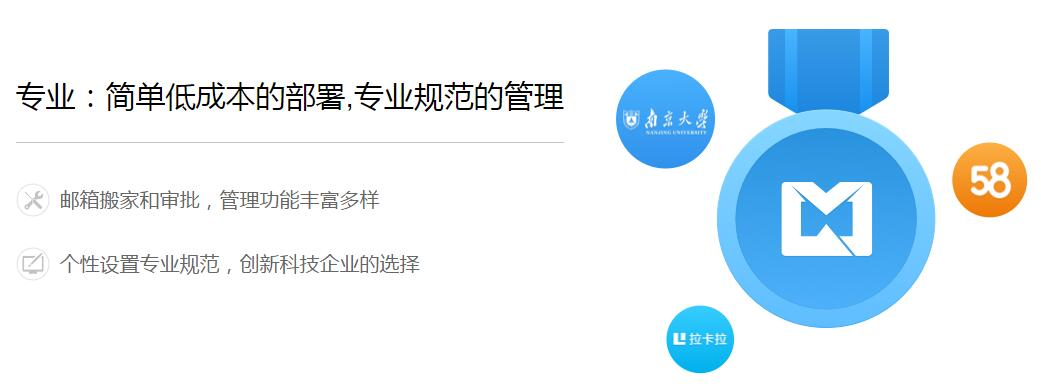 专业：简单低成本的部署,专业规范的管理
邮箱搬家和审批，管理功能丰富多样
个性设置专业规范，创新科技企业的选择
南京大学
NANJING UNIVERSITY
58
拉卡拉